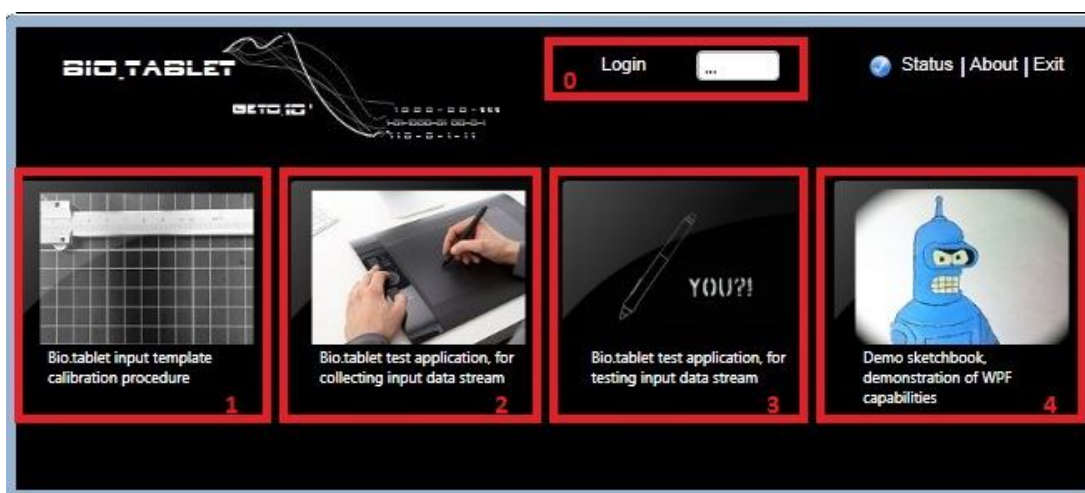 BIO.TABLET
Login
...
Status | About | Exit
0
YOU?!
Bio.tablet input template
calibration procedure
1
Bio.tablet test application, for
collecting input data stream
2
Bio.tablet test application, for
testing input data stream
3
Demo sketchbook,
demonstration of WPF
capabilities
4